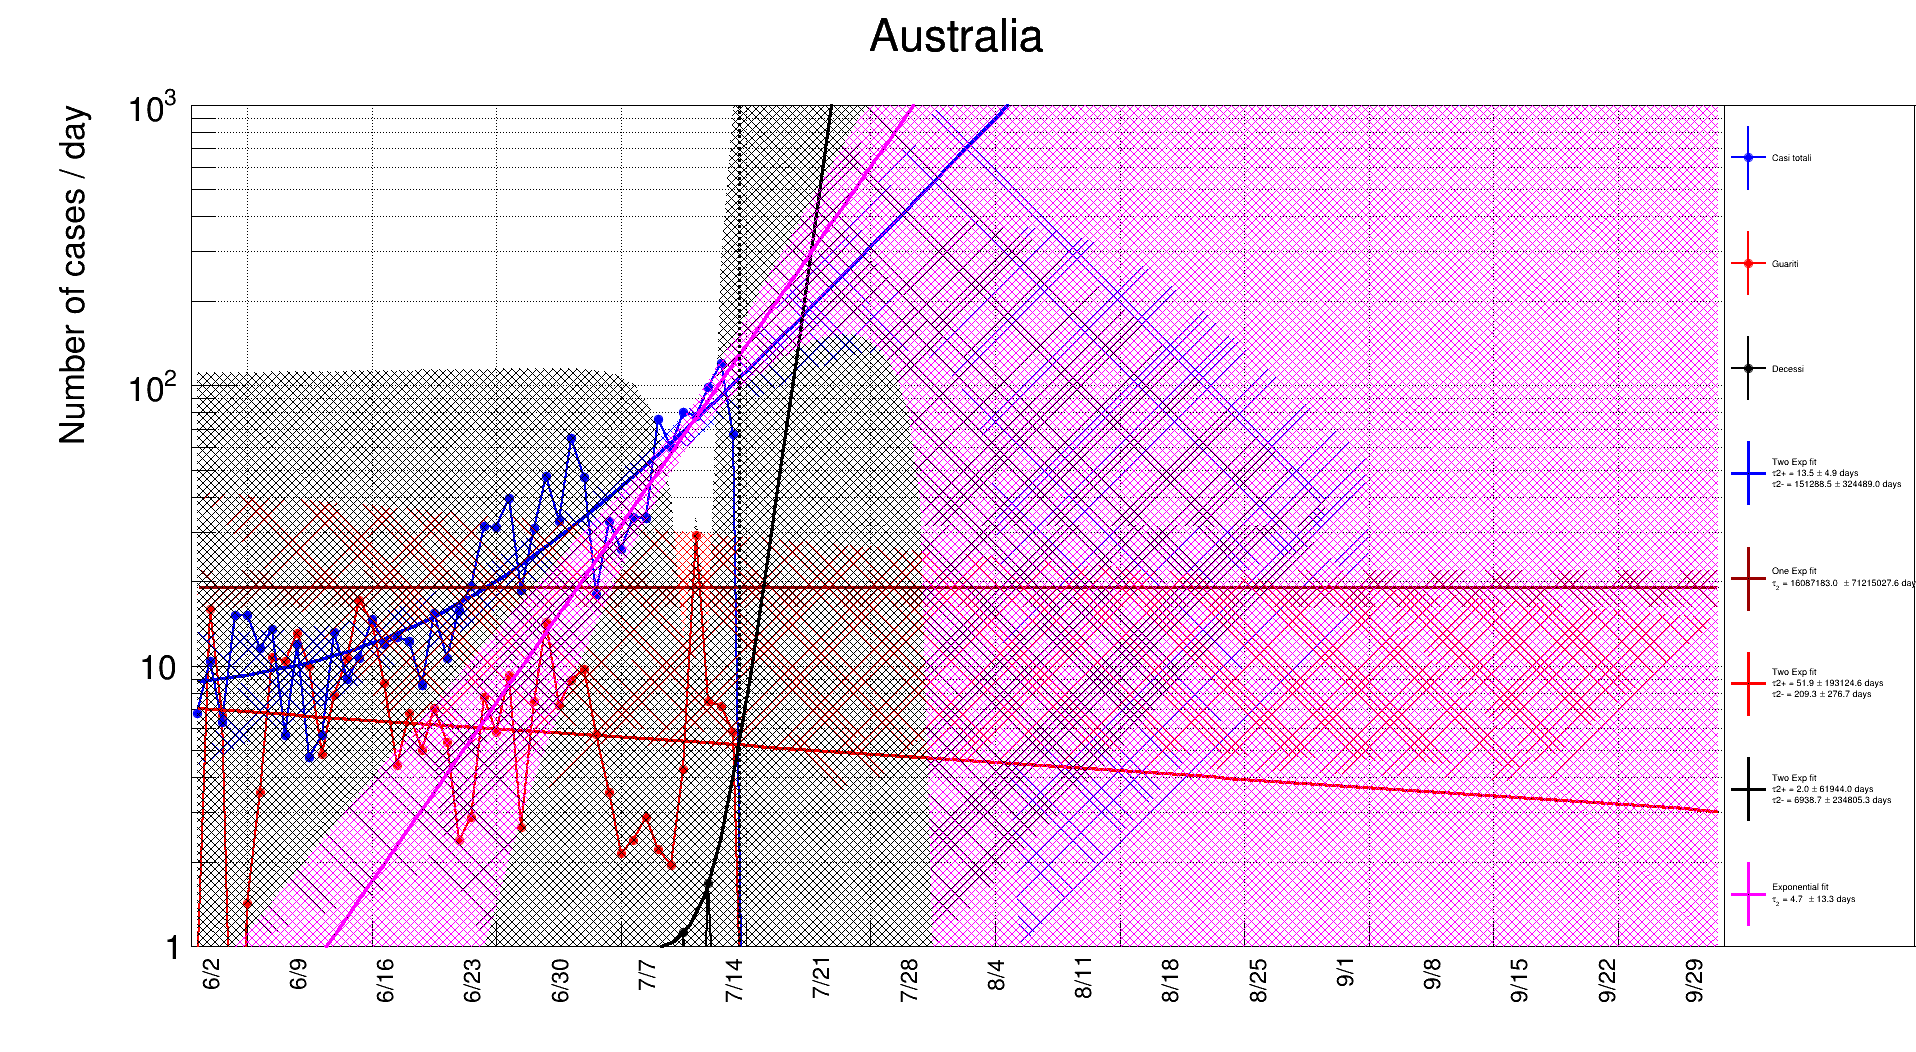 Australia
Number of cases / day
10³
10²
10
1
6/2
6/9
6/16
6/23
6/30
7/7
7/14
7/21
7/28
8/4
8/11
8/18
8/25
9/1
9/8
9/15
9/22
9/29
Casi totali
Guariti
Decessi
Two Exp fit
τ2+ = 13.5 ± 4.9 days
τ2- = 151288.5 ± 324489.0 days
One Exp fit
τ₂ = 16087183.0 ± 71215027.6 day
Two Exp fit
τ2+ = 51.9 ± 193124.6 days
τ2- = 209.3 ± 276.7 days
Two Exp fit
τ2+ = 2.0 ± 61944.0 days
τ2- = 6938.7 ± 234805.3 days
Exponential fit
τ₂ = 4.7 ± 13.3 days